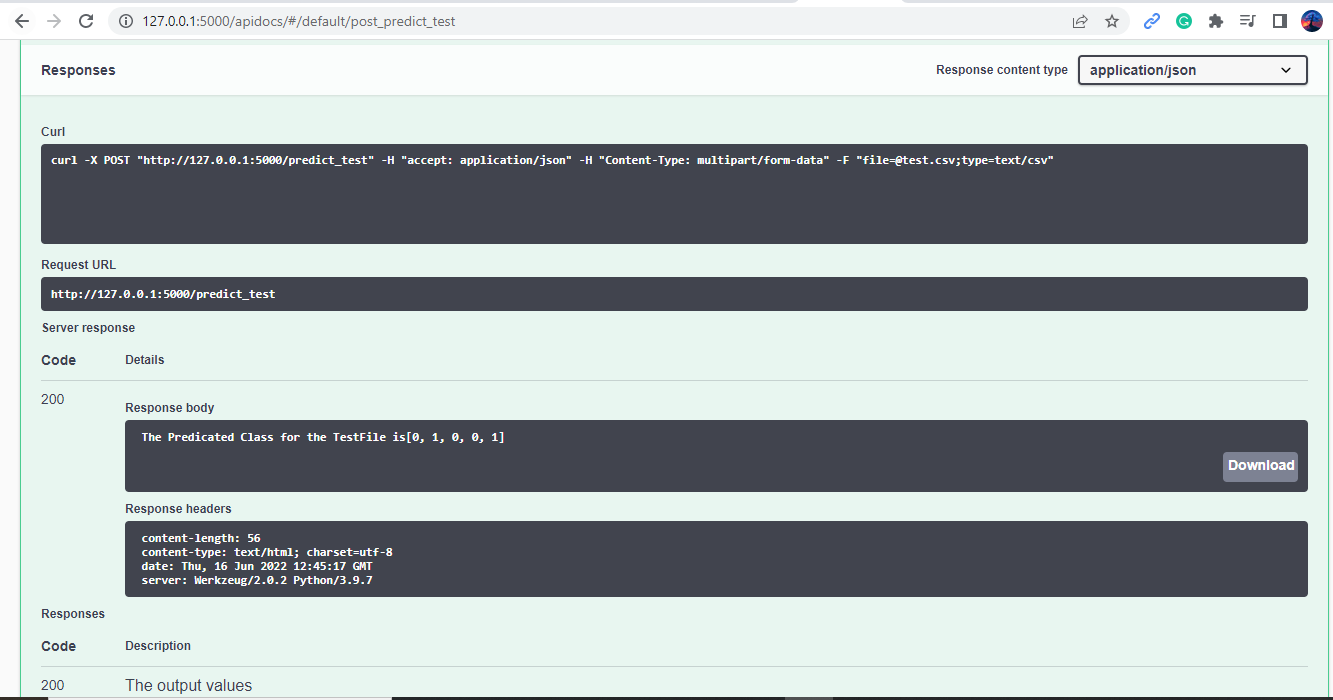 127.0.0.1:5000/apidocs/#/default/post_predict_test
Responses
Response content type
application/json
Curl
curl -X POST "http://127.0.0.1:5000/predict_test" -H "accept: application/json" -H "Content-Type: multipart/form-data" -F "file=@test.csv;type=text/csv"
Request URL
http://127.0.0.1:5000/predict_test
Server response
Code Details
200
Response body
The Predicated Class for the TestFile is[0, 1, 0, 0, 1]
Download
Response headers
content-length: 56
content-type: text/html; charset=utf-8
date: Thu, 16 Jun 2022 12:45:17 GMT
server: Werkzeug/2.0.2 Python/3.9.7
Responses
Code Description
200 The output values